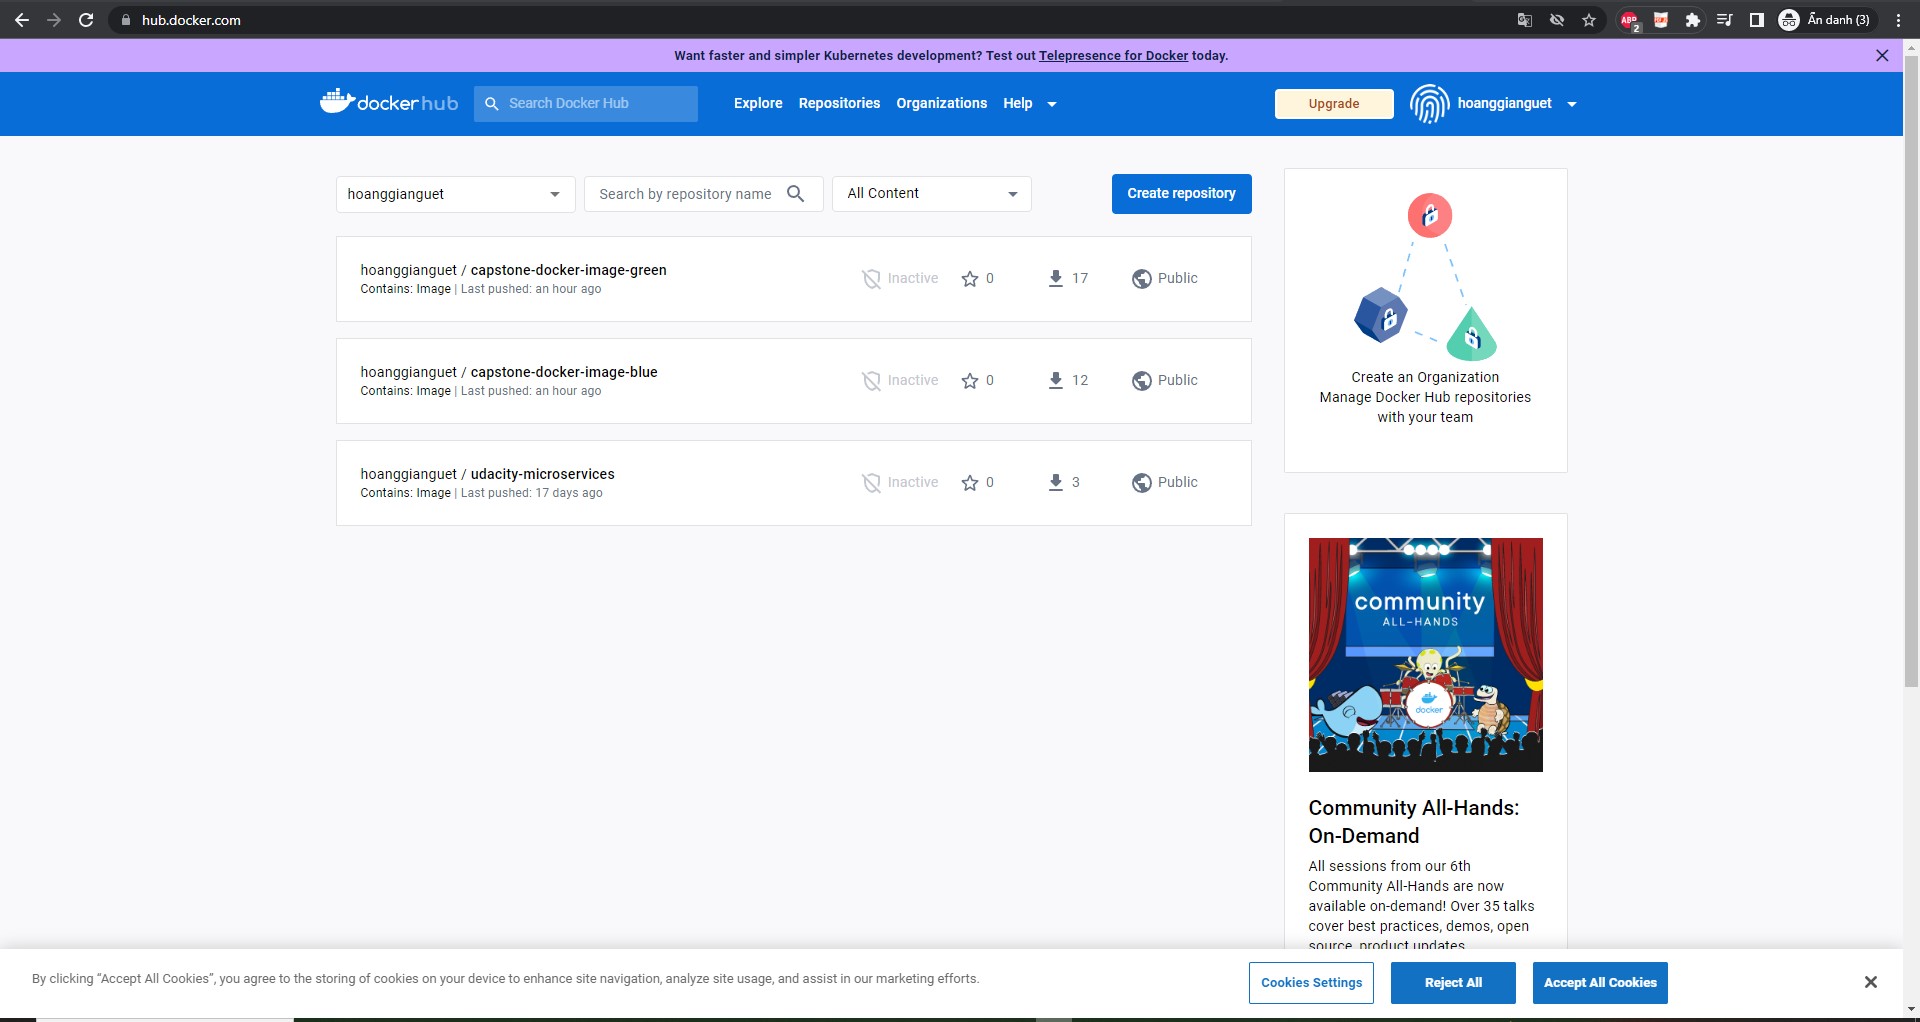 hub.docker.com
ABP
2
Ẩn danh (3)
Want faster and simpler Kubernetes development? Test out Telepresence for Docker today.
dockerhub
Search Docker Hub
Explore
Repositories
Organizations
Help
Upgrade
hoanggianguet
hoanggianguet
Search by repository name
All Content
Create repository
hoanggianguet / capstone-docker-image-green
Contains: Image | Last pushed: an hour ago
Inactive
0
17
Public
hoanggianguet / capstone-docker-image-blue
Contains: Image | Last pushed: an hour ago
Inactive
0
12
Public
hoanggianguet / udacity-microservices
Contains: Image | Last pushed: 17 days ago
Inactive
0
3
Public
Create an Organization
Manage Docker Hub repositories
with your team
community
ALL-HANDS
docker
Community All-Hands:
On-Demand
All sessions from our 6th
Community All-Hands are now
available on-demand! Over 35 talks
cover best practices, demos, open
source, product updates
By clicking “Accept All Cookies”, you agree to the storing of cookies on your device to enhance site navigation, analyze site usage, and assist in our marketing efforts.
Cookies Settings
Reject All
Accept All Cookies